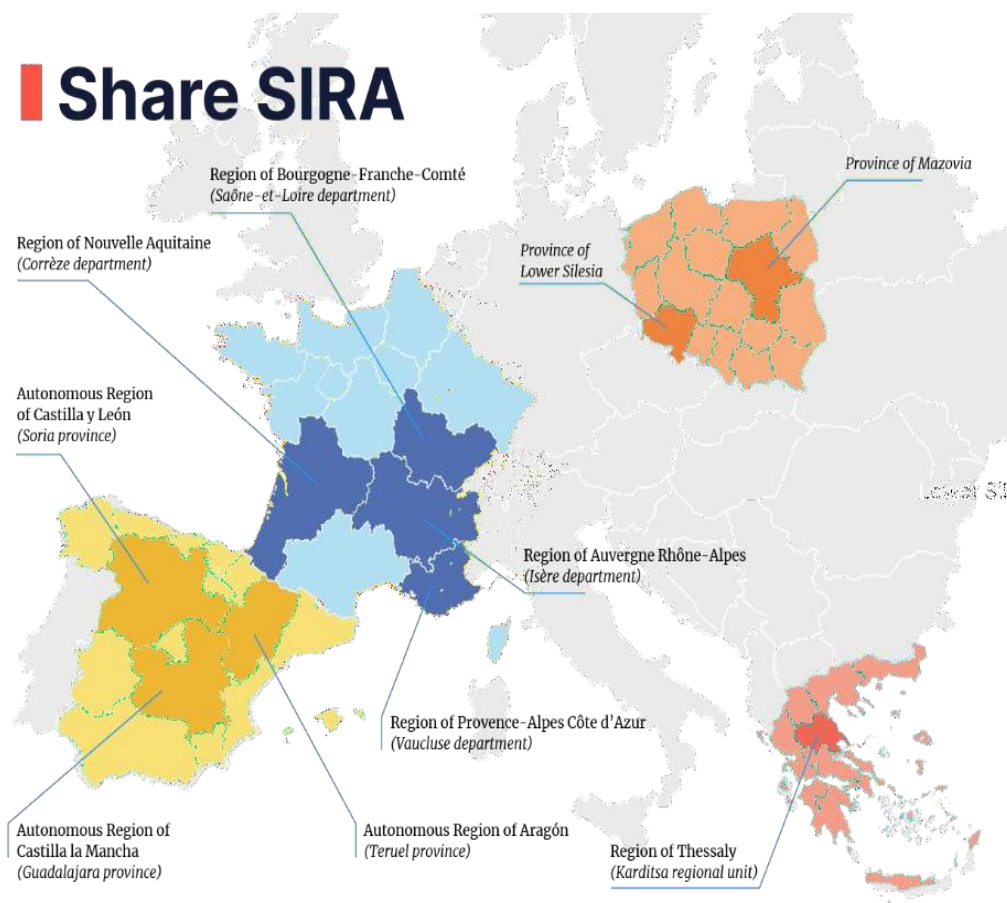 Share SIRA
Region of Bourgogne-Franche-Comté
(Saône-et-Loire department)
Province of Mazovia
Region of Nouvelle Aquitaine
(Corrèze department)
Province of
Lower Silesia
Autonomous Region
of Castilla y León
(Soria province)
Region of Auvergne Rhône-Alpes
(Isère department)
Region of Provence-Alpes Côte d’Azur
(Vaucluse department)
Autonomous Region of
Castilla la Mancha
(Guadalajara province)
Autonomous Region of Aragón
(Teruel province)
Region of Thessaly
(Karditsa regional unit)